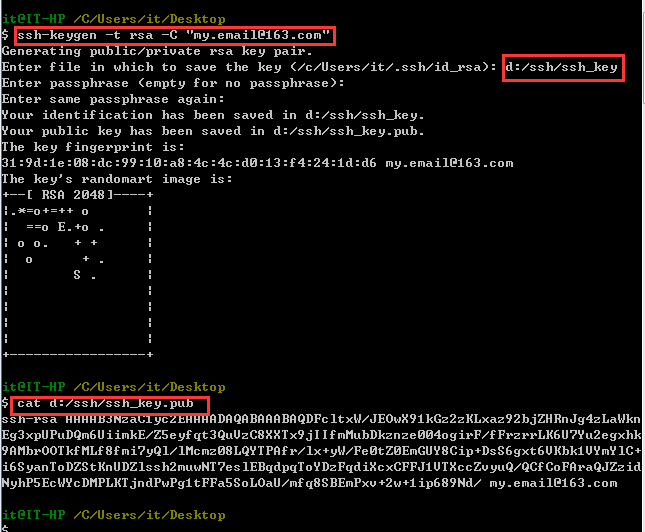 it@IT-HP /C/Users/it/Desktop
$ ssh-keygen -t rsa -C "my.email@163.com"
Generating public/private rsa key pair.
Enter file in which to save the key (/c/Users/it/.ssh/id_rsa): d:/ssh/ssh_key
Enter passphrase (empty for no passphrase):
Enter same passphrase again:
Your identification has been saved in d:/ssh/ssh_key.
Your public key has been saved in d:/ssh/ssh_key.pub.
The key fingerprint is:
31:9d:1e:08:dc:99:10:a8:4c:4c:d0:13:f4:24:1d:d6 my.email@163.com
The key's randomart image is:
+--[ RSA 2048]----+
|.*=o+=++ o       |
|  ==o E.+o .     |
| o o.   + +      |
|  o      + .     |
|        S .      |
|                 |
|                 |
|                 |
|                 |
+-----------------+
it@IT-HP /C/Users/it/Desktop
$ cat d:/ssh/ssh_key.pub
ssh-rsa AAAAB3NzaC1yc2EAAAADAQABAAABAQDFcltxW/JEOwX91kGz2zKLxaz92bjZHRnJg4zLaWkn
Eg3xpUPuDQm6UiimkE/Z5eyfqt3QuUzC8XXTx9jIIfmMubDkznze004ogirF/fFrzrrLK6U7Yu2egxhk
9AMbrOOTkfMLf8fmi7yQl/lMcmz08LQYTPAfr/lx+yW/Fe0tZ0EmGUY8Cip+DsS6gxt6VKbk1VYmYlC+
i6SyanToDZStKnUDZlssh2muwNT7eslEBqdpqToYDzFqdiXcxCFFJ1VTXccZvyuQ/QCfCoFAraQJZzid
NyhP5EcWYcDMPLKTjndPwPg1tFFa5SoLOaU/mfq8SBEmPxv+2w+1ip689Nd/ my.email@163.com
it@IT-HP /C/Users/it/Desktop
$